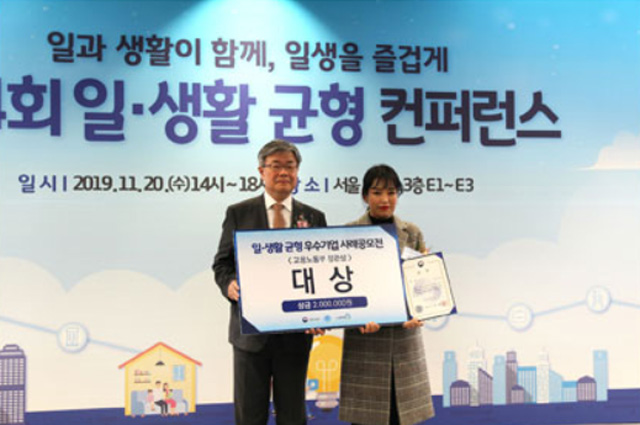 일과 생활이 함께, 일생을 즐겁게
회 일·생활 균형 컨퍼런스
일 시 | 2019.11.20.(수)14시~18시 장 소 | 서울 3층 E1~E3
일·생활 균형 우수기업 사례공모전
< 고용노동부 장관상 >
대 상
상금 2,000,000원